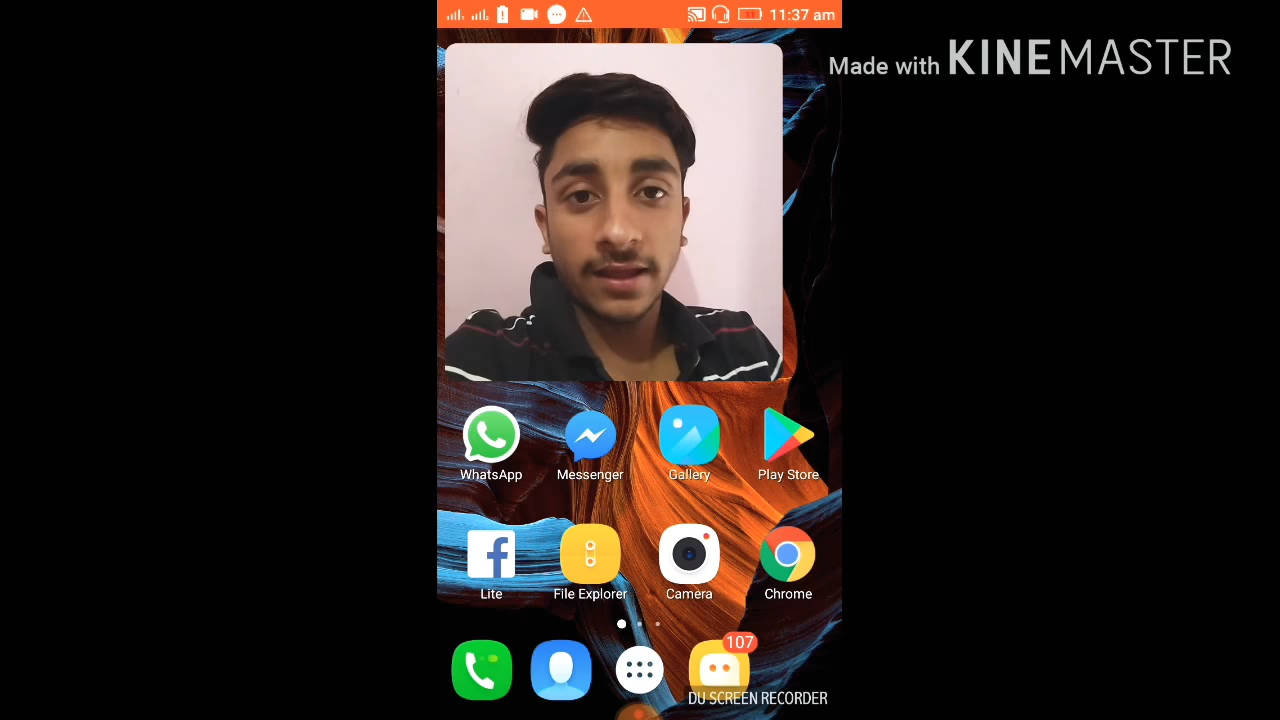 11:37 am
Made with KINEMASTER
WhatsApp
Messenger
Gallery
Play Store
Lite
File Explorer
Camera
Chrome
107
DU SCREEN RECORDER